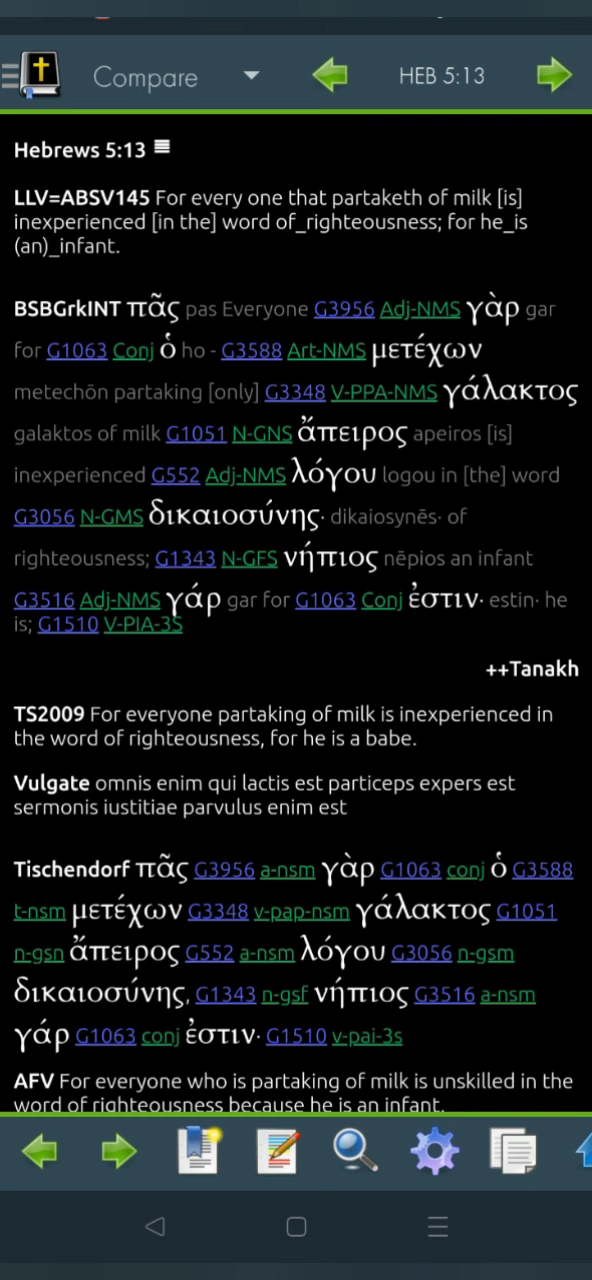 Compare
HEB 5:13
Hebrews 5:13
LLV=ABSV145 For every one that partaketh of milk [is]
inexperienced [in the] word of_righteousness; for he_is
(an)_infant.
BSBGrkINT πᾶς pas Everyone G3956 Adj-NMS γὰρ gar
for G1063 Conj ὁ ho - G3588 Art-NMS μετέχων
metechōn partaking [only] G3348 V-PPA-NMS γάλακτος
galaktos of milk G1051 N-GNS ἄπειρος apeiros [is]
inexperienced G552 Adj-NMS λόγου logou in [the] word
G3056 N-GMS δικαιοσύνης· dikaiosynēs· of
righteousness; G1343 N-GFS νήπιος nēpios an infant
G3516 Adj-NMS γάρ gar for G1063 Conj ἐστιν· estin· he
is; G1510 V-PIA-3S
++Tanakh
TS2009 For everyone partaking of milk is inexperienced in
the word of righteousness, for he is a babe.
Vulgate omnis enim qui lactis est particeps expers est
sermonis iustitiae parvulus enim est
Tischendorf πᾶς G3956 a-nsm γὰρ G1063 conj ὁ G3588
t-nsm μετέχων G3348 v-pap-nsm γάλακτος G1051
n-gsn ἄπειρος G552 a-nsm λόγου G3056 n-gsm
δικαιοσύνης, G1343 n-gsf νήπιος G3516 a-nsm
γάρ G1063 conj ἐστιν· G1510 v-pai-3s
AFV For everyone who is partaking of milk is unskilled in the
word of righteousness because he is an infant.